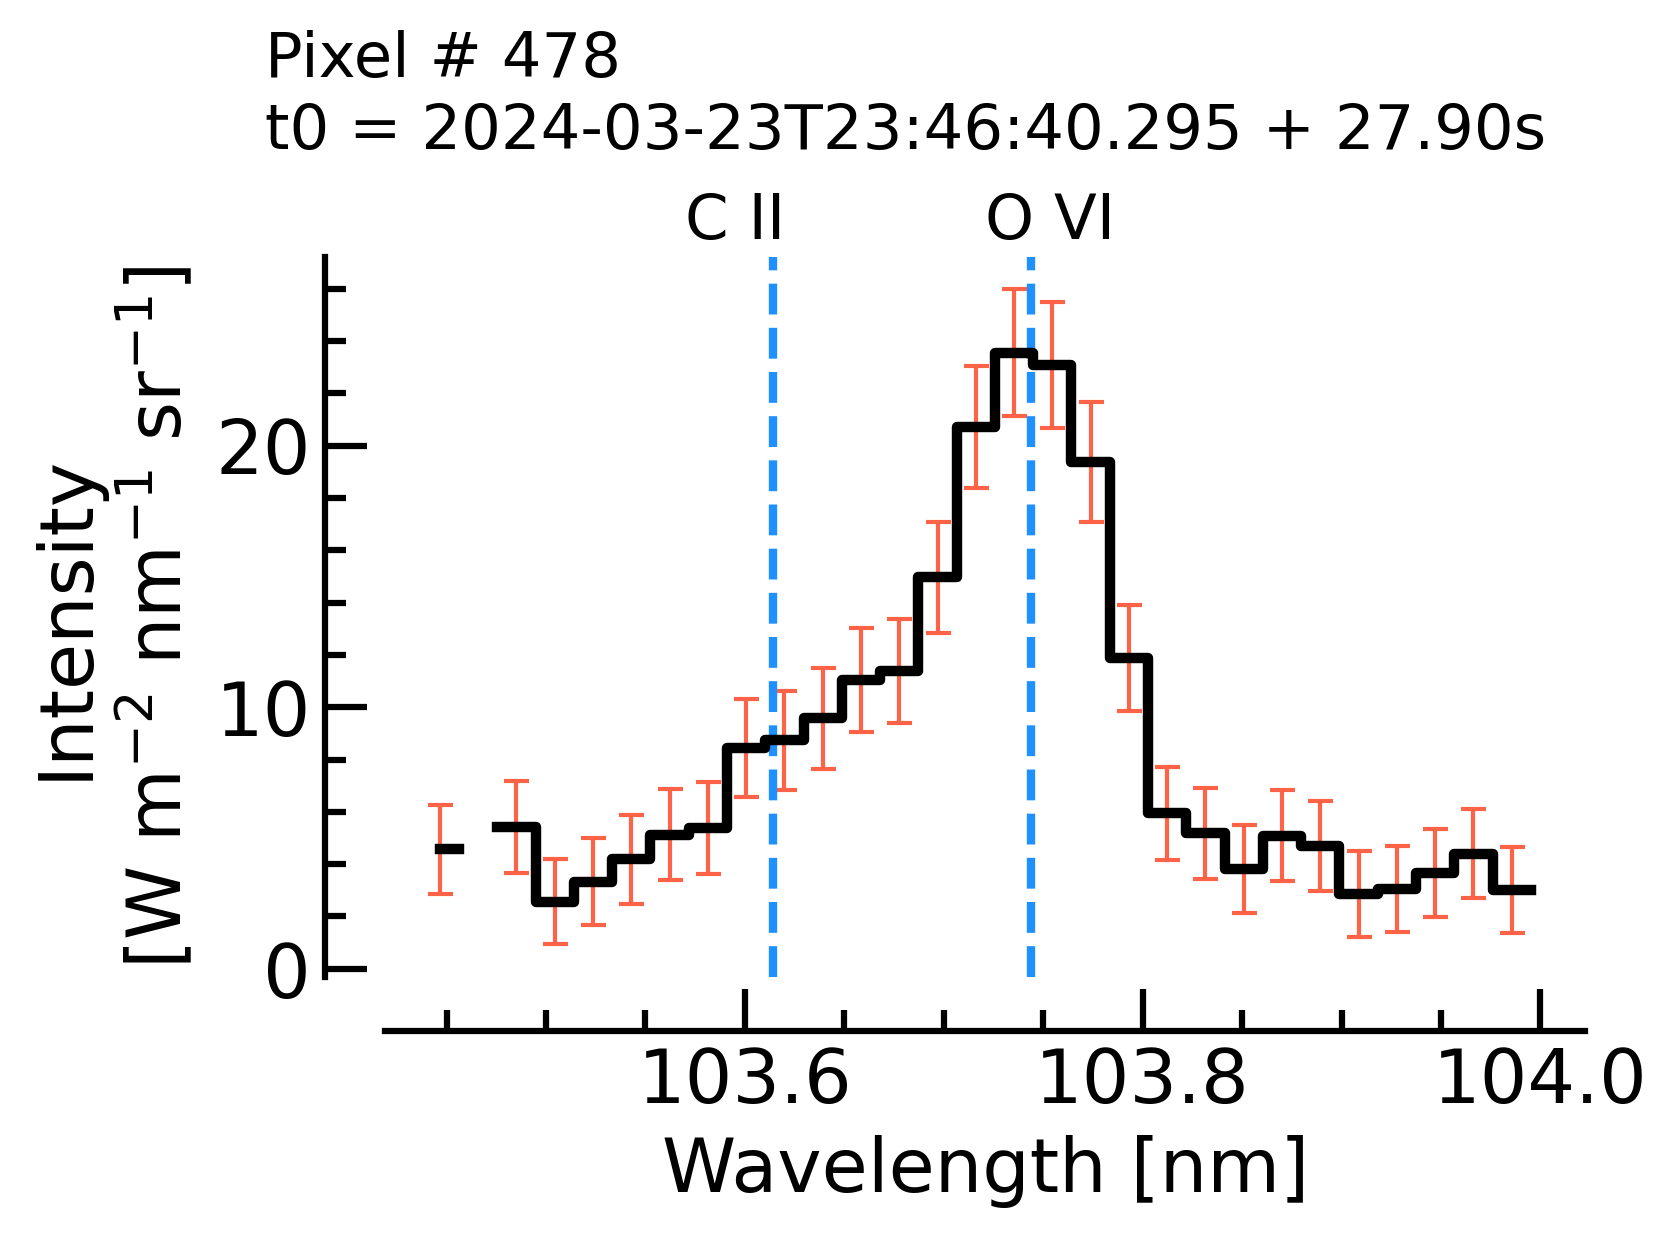 Pixel # 478
t0 = 2024-03-23T23:46:40.295 + 27.90s
C II
O VI
Intensity
[W m⁻² nm⁻¹ sr⁻¹]
20
10
0
103.6
103.8
104.0
Wavelength [nm]